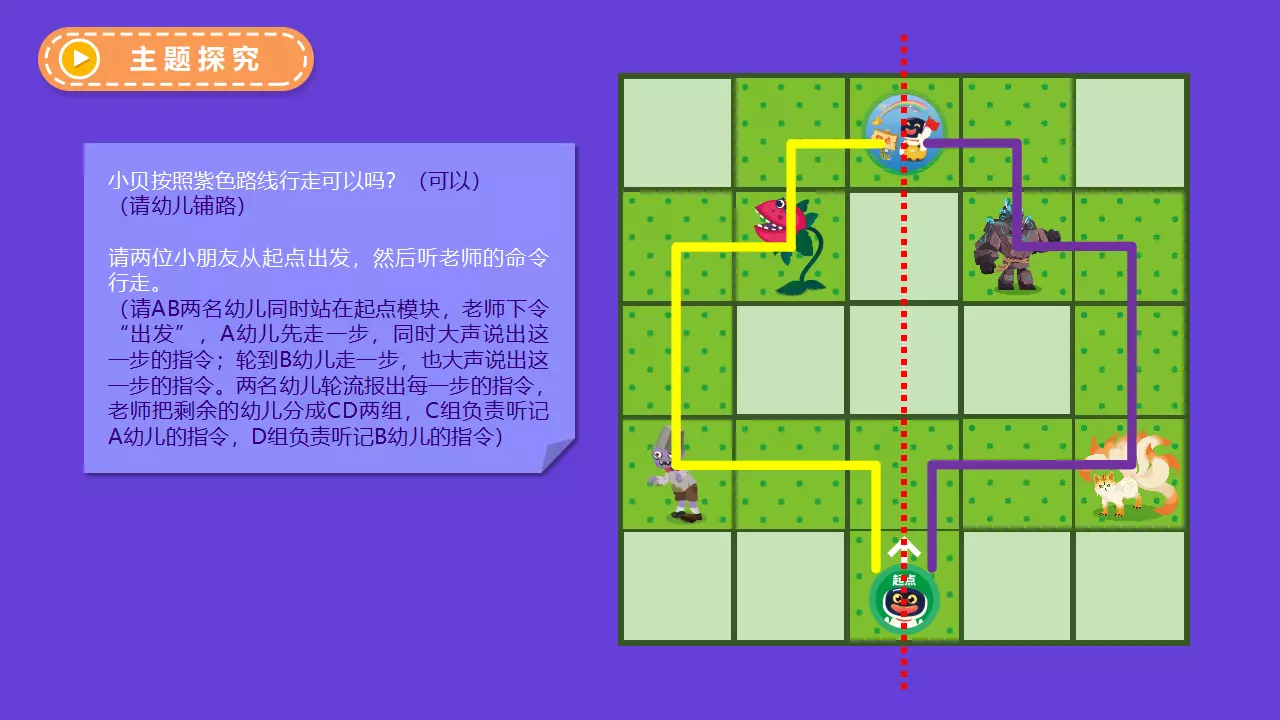 主题探究
小贝按照紫色路线行走可以吗？（可以）
（请幼儿铺路）
请两位小朋友从起点出发，然后听老师的命令
行走。
（请AB两名幼儿同时站在起点模块，老师下令
“出发”，A幼儿先走一步，同时大声说出这
一步的指令；轮到B幼儿走一步，也大声说出这
一步的指令。两名幼儿轮流报出每一步的指令，
老师把剩余的幼儿分成CD两组，C组负责听记
A幼儿的指令，D组负责听记B幼儿的指令）
起点